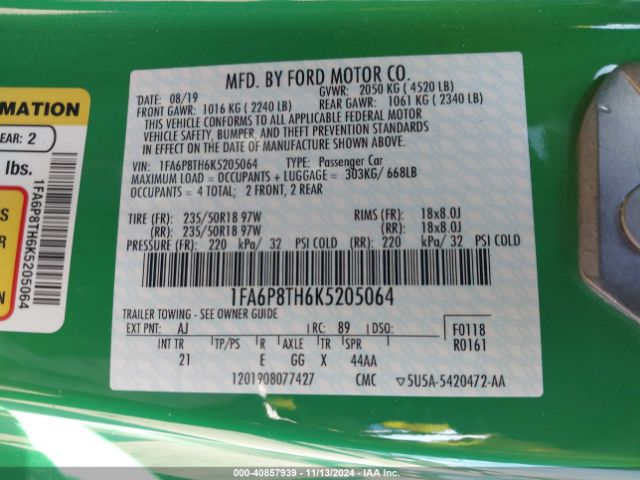 MFD. BY FORD MOTOR CO.
DATE: 08/19 GVWR: 2050 KG ( 4520 LB)
FRONT GAWR: 1016 KG ( 2240 LB) REAR GAWR: 1061 KG ( 2340 LB)
THIS VEHICLE CONFORMS TO ALL APPLICABLE FEDERAL MOTOR
VEHICLE SAFETY, BUMPER, AND THEFT PREVENTION STANDARDS
IN EFFECT ON THE DATE OF MANUFACTURE SHOWN ABOVE.
VIN: 1FA6P8TH6K5205064 TYPE: Passenger Car
MAXIMUM LOAD = OCCUPANTS + LUGGAGE = 303KG/ 668LB
OCCUPANTS = 4 TOTAL; 2 FRONT, 2 REAR
TIRE (FR): 235/50R18 97W RIMS (FR): 18x8.0J
(RR): 235/50R18 97W (RR): 18x8.0J
PRESSURE (FR): 220 kPa/ 32 PSI COLD (RR): 220 kPa/ 32 PSI COLD
1FA6P8TH6K5205064
TRAILER TOWING - SEE OWNER GUIDE
EXT PNT: AJ RC: 89 DSO: F0118
R0161
INT TR TP/PS R AXLE TR SPR
21 E GG X 44AA
1201908077427 CMC 5U5A-5420472-AA
RMATION
EAR: 2
lbs.
S
R
1FA6P8TH6K5205064
000-40857939 - 11/13/2024 - IAA Inc.